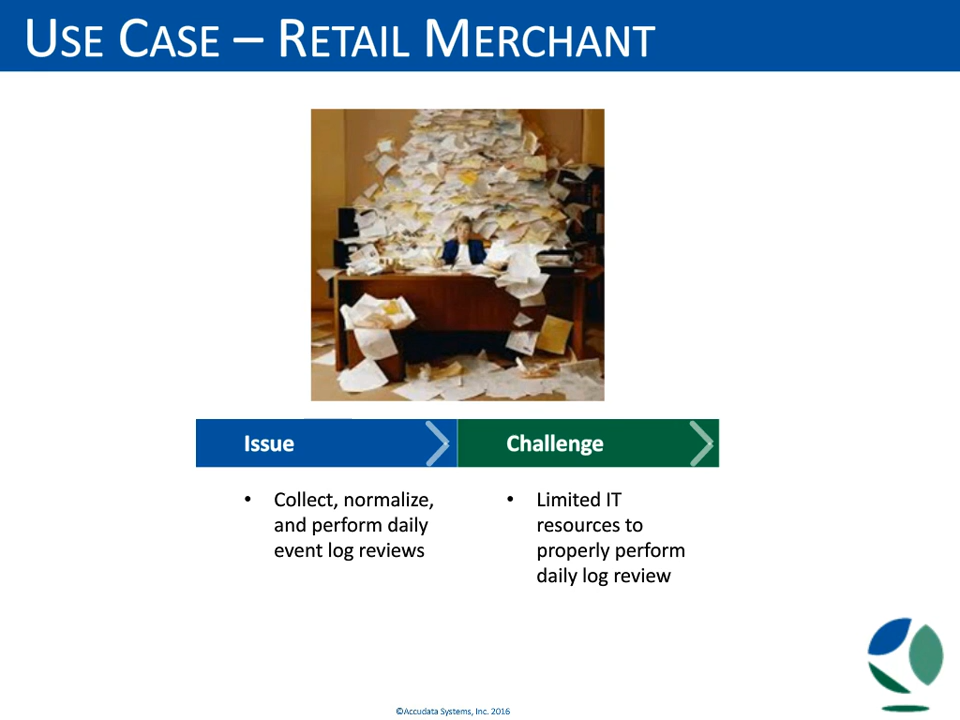 USE CASE – RETAIL MERCHANT
Issue
• Collect, normalize,
and perform daily
event log reviews
Challenge
• Limited IT
resources to
properly perform
daily log review
©Accudata Systems, Inc. 2016